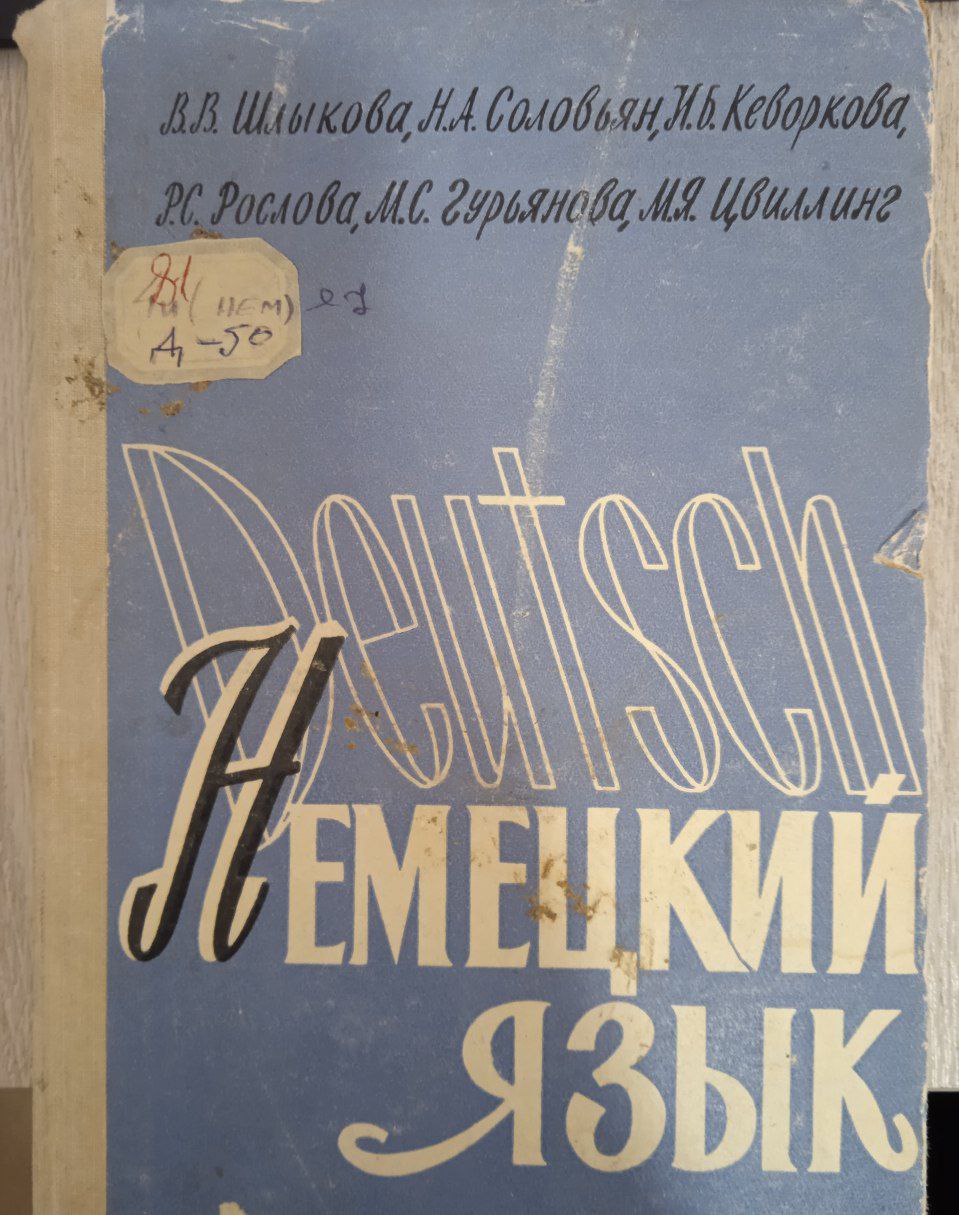 В.В. Шлыкова, Н.А. Соловьян, И.Б. Кеворкова,
Р.С. Рослова, М.С. Гурьянова, М.Я. Цвиллинг
81
(нем)
Д-50
Deutsch
Немецкий
язык